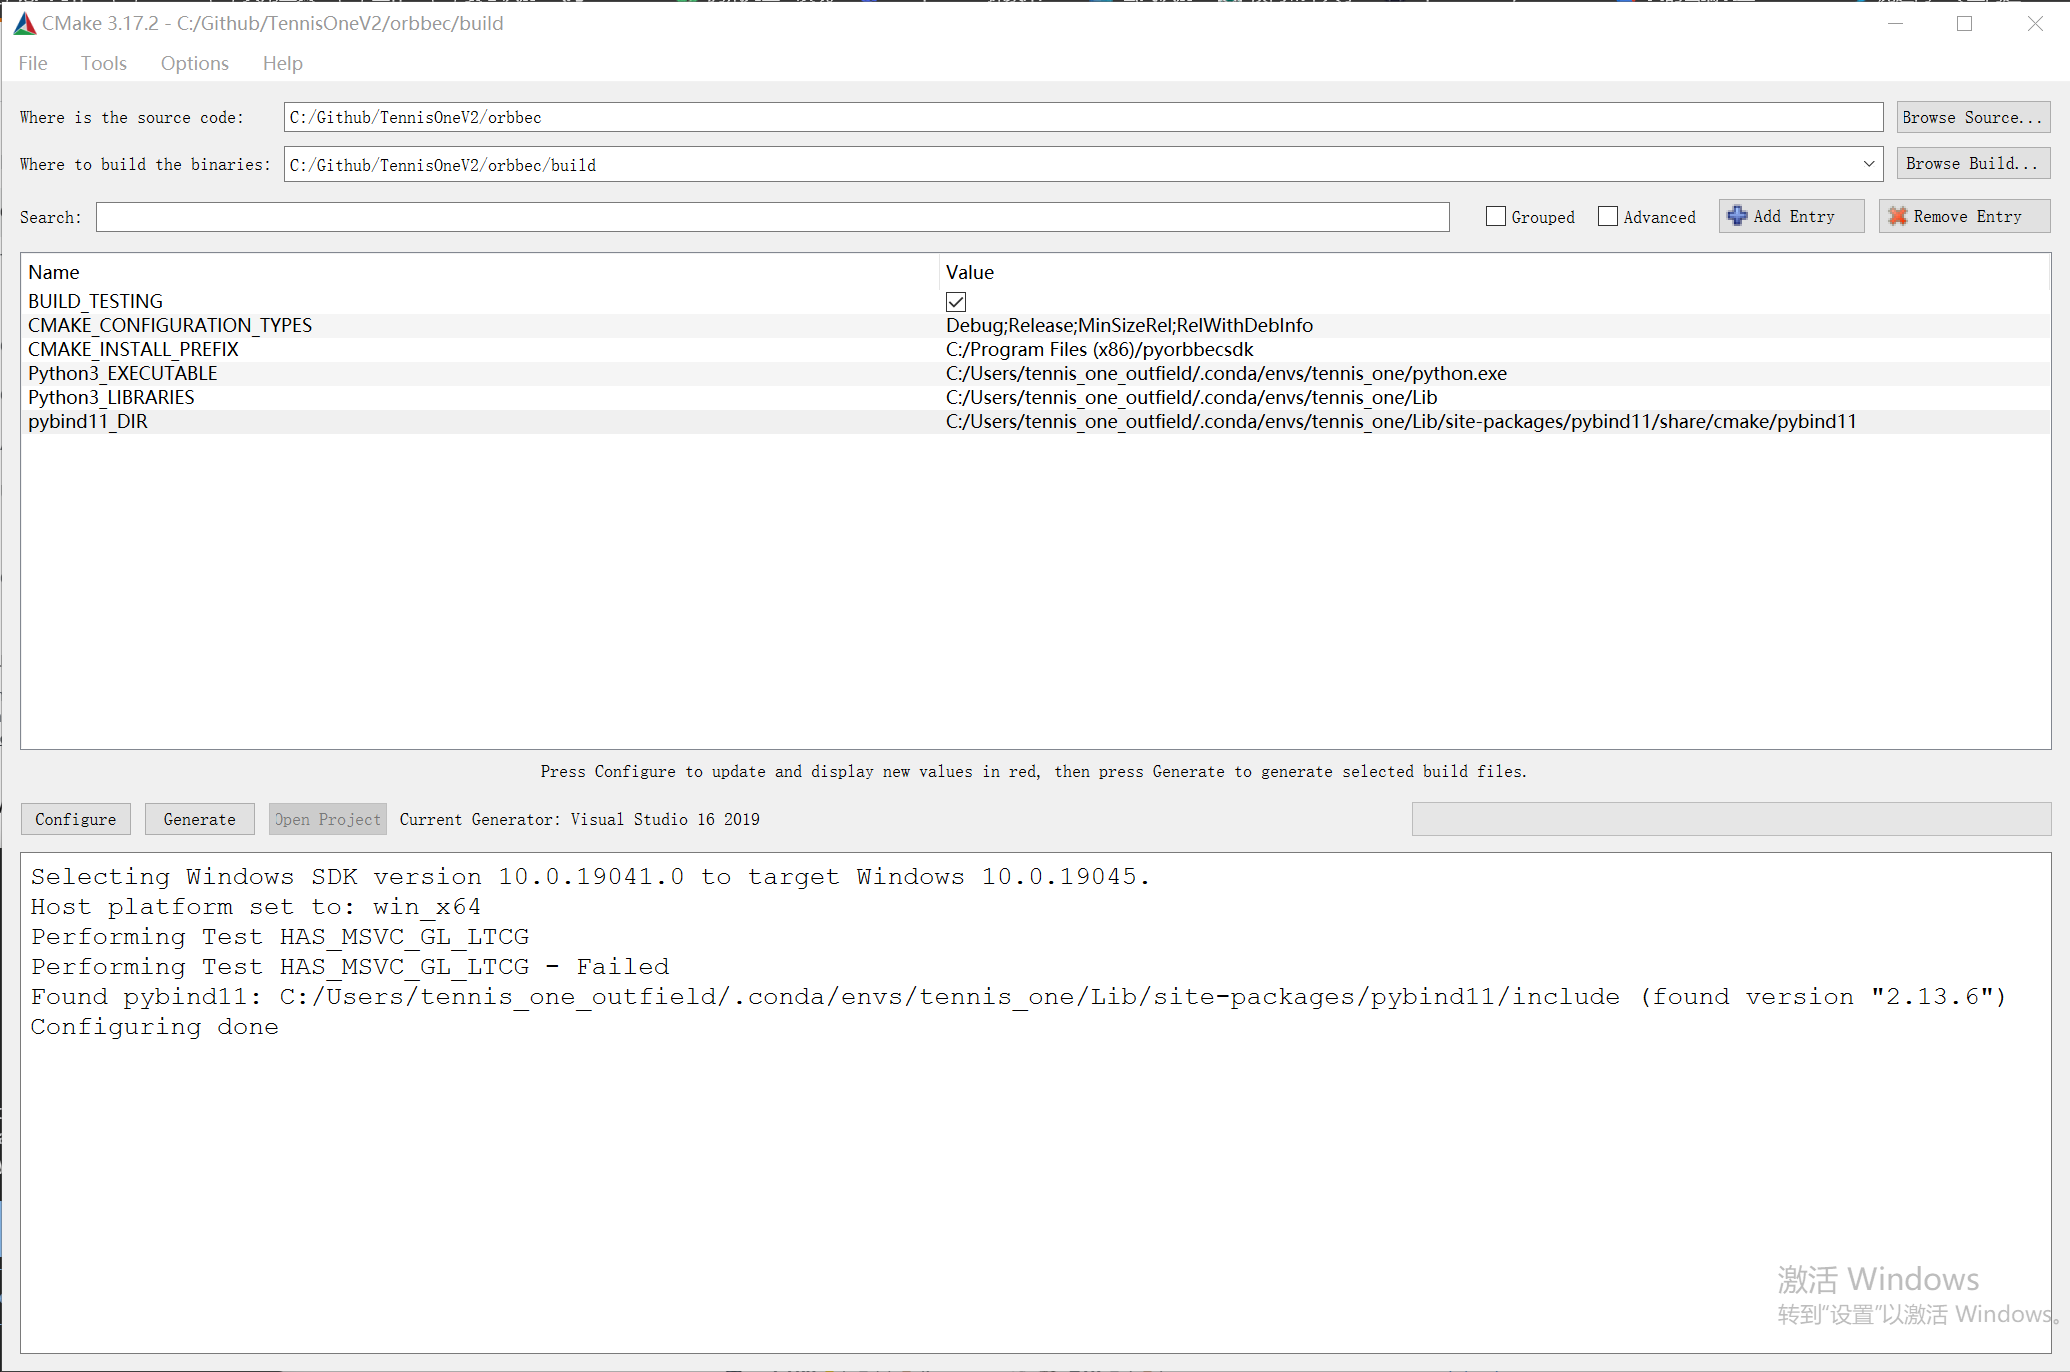 CMake 3.17.2 - C:/Github/TennisOneV2/orbbec/build
File Tools Options Help
Where is the source code: C:/Github/TennisOneV2/orbbec Browse Source...
Where to build the binaries: C:/Github/TennisOneV2/orbbec/build Browse Build...
Search: Grouped Advanced Add Entry Remove Entry
Name Value
BUILD_TESTING
CMAKE_CONFIGURATION_TYPES Debug;Release;MinSizeRel;RelWithDebInfo
CMAKE_INSTALL_PREFIX C:/Program Files (x86)/pyorbbecsdk
Python3_EXECUTABLE C:/Users/tennis_one_outfield/.conda/envs/tennis_one/python.exe
Python3_LIBRARIES C:/Users/tennis_one_outfield/.conda/envs/tennis_one/Lib
pybind11_DIR C:/Users/tennis_one_outfield/.conda/envs/tennis_one/Lib/site-packages/pybind11/share/cmake/pybind11
Press Configure to update and display new values in red, then press Generate to generate selected build files.
Configure Generate Open Project Current Generator: Visual Studio 16 2019
Selecting Windows SDK version 10.0.19041.0 to target Windows 10.0.19045.
Host platform set to: win_x64
Performing Test HAS_MSVC_GL_LTCG
Performing Test HAS_MSVC_GL_LTCG - Failed
Found pybind11: C:/Users/tennis_one_outfield/.conda/envs/tennis_one/Lib/site-packages/pybind11/include (found version "2.13.6")
Configuring done
激活 Windows
转到“设置”以激活 Windows。